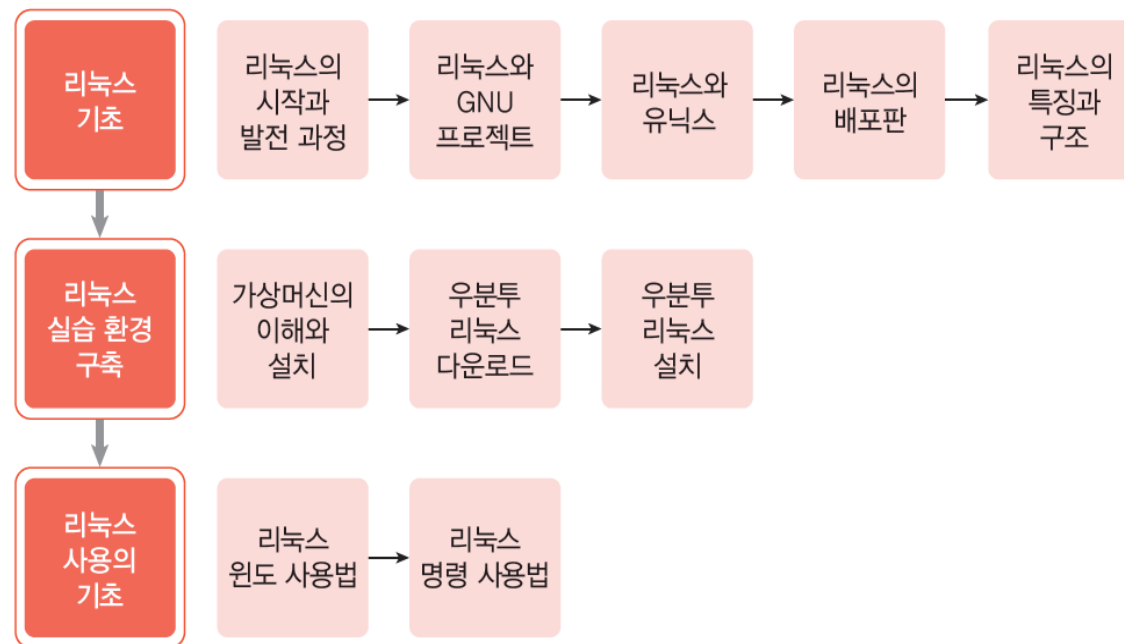 리눅스
기초
리눅스의
시작과
발전 과정
리눅스와
GNU
프로젝트
리눅스와
유닉스
리눅스의
배포판
리눅스의
특징과
구조
리눅스
실습 환경
구축
가상머신의
이해와
설치
우분투
리눅스
다운로드
우분투
리눅스
설치
리눅스
사용의
기초
리눅스
윈도 사용법
리눅스
명령 사용법